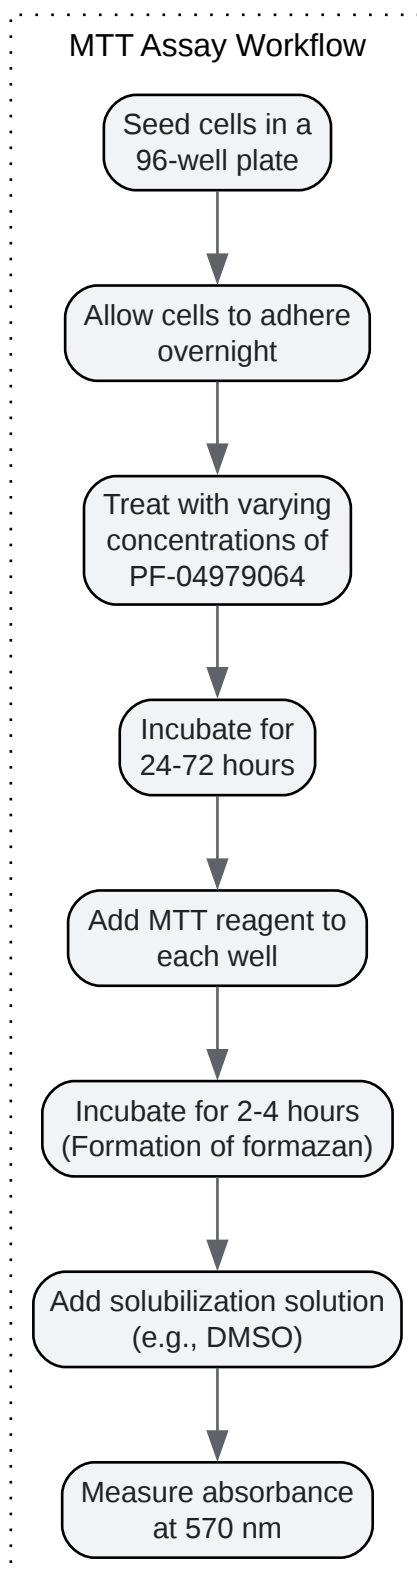 MTT Assay Workflow
Seed cells in a
96-well plate
Allow cells to adhere
overnight
Treat with varying
concentrations of
PF-04979064
Incubate for
24-72 hours
Add MTT reagent to
each well
Incubate for 2-4 hours
(Formation of formazan)
Add solubilization solution
(e.g., DMSO)
Measure absorbance
at 570 nm